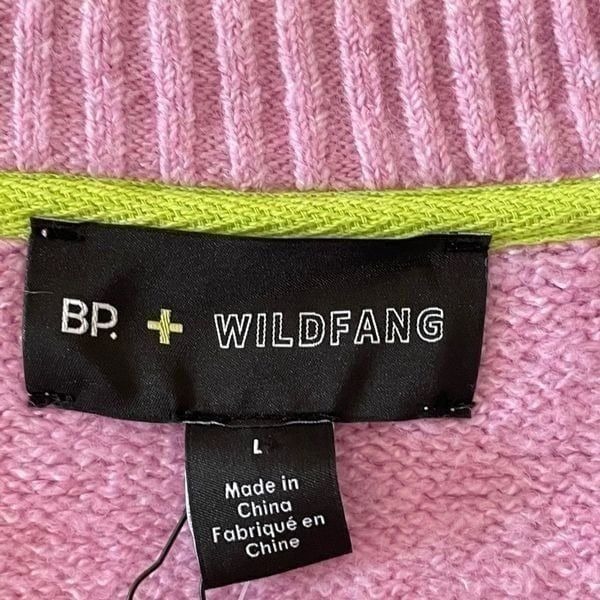 BP. + WILDFANG
L
Made in
China
Fabriqué en
Chine